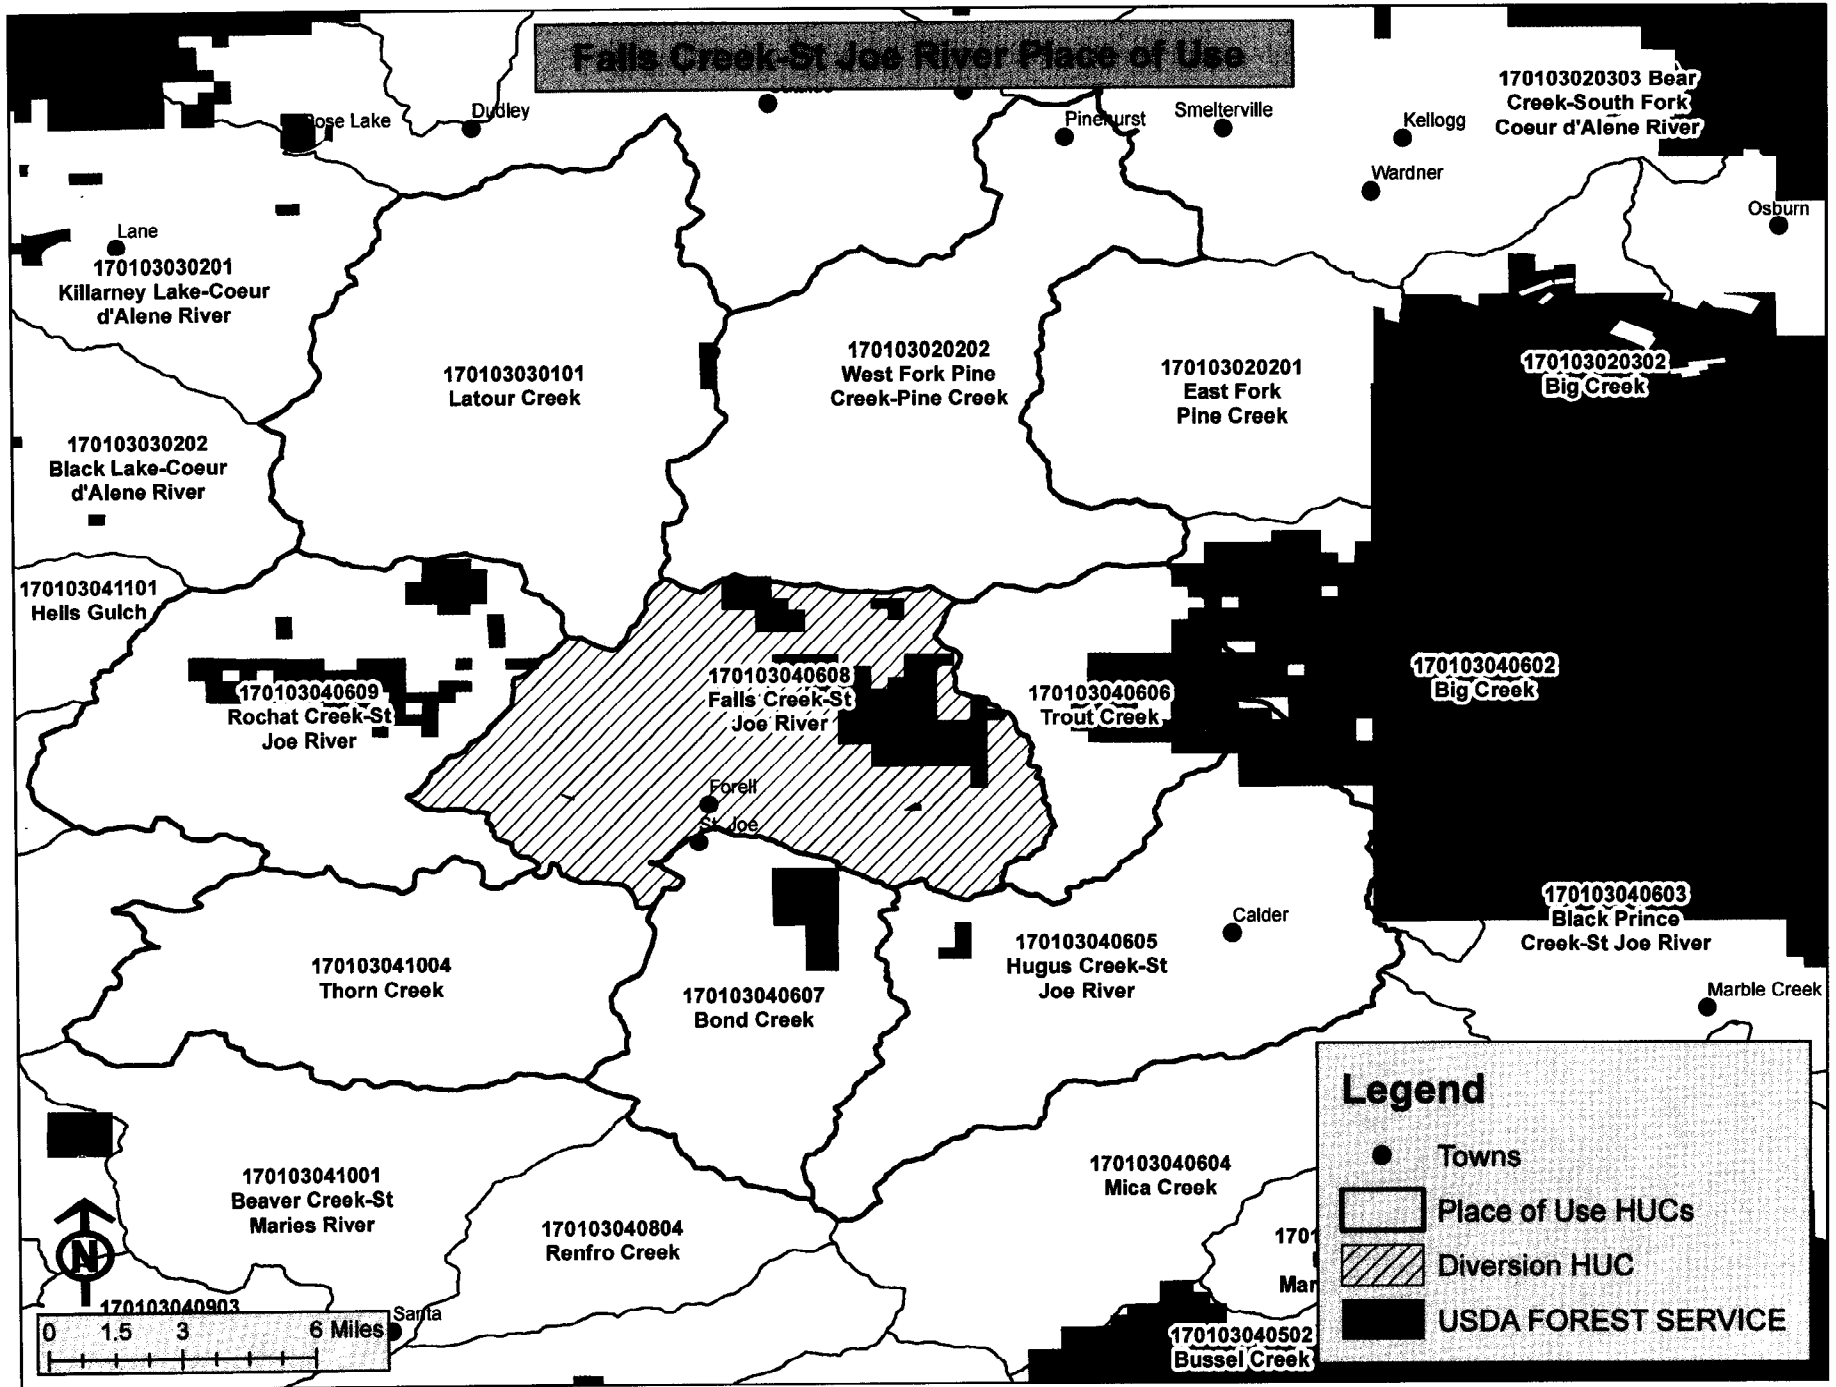 Falls Creek-St Joe River Place of Use
170103020303 Bear
Creek-South Fork
Coeur d'Alene River
Rose Lake
Dudley
Pinehurst
Smelterville
Kellogg
Wardner
Osburn
Lane
170103030201
Killarney Lake-Coeur
d'Alene River
170103030101
Latour Creek
170103020202
West Fork Pine
Creek-Pine Creek
170103020201
East Fork
Pine Creek
170103020302
Big Creek
170103030202
Black Lake-Coeur
d'Alene River
170103041101
Hells Gulch
170103040609
Rochat Creek-St
Joe River
170103040608
Falls Creek-St
Joe River
170103040606
Trout Creek
170103040602
Big Creek
Forell
St. Joe
170103040603
Black Prince
Creek-St Joe River
Calder
170103040605
Hugus Creek-St
Joe River
170103041004
Thorn Creek
170103040607
Bond Creek
Marble Creek
170103041001
Beaver Creek-St
Maries River
170103040804
Renfro Creek
170103040604
Mica Creek
1701
Mar
170103040903
Santa
170103040502
Bussel Creek
N
0 1.5 3 6 Miles
Legend
Towns
Place of Use HUCs
Diversion HUC
USDA FOREST SERVICE